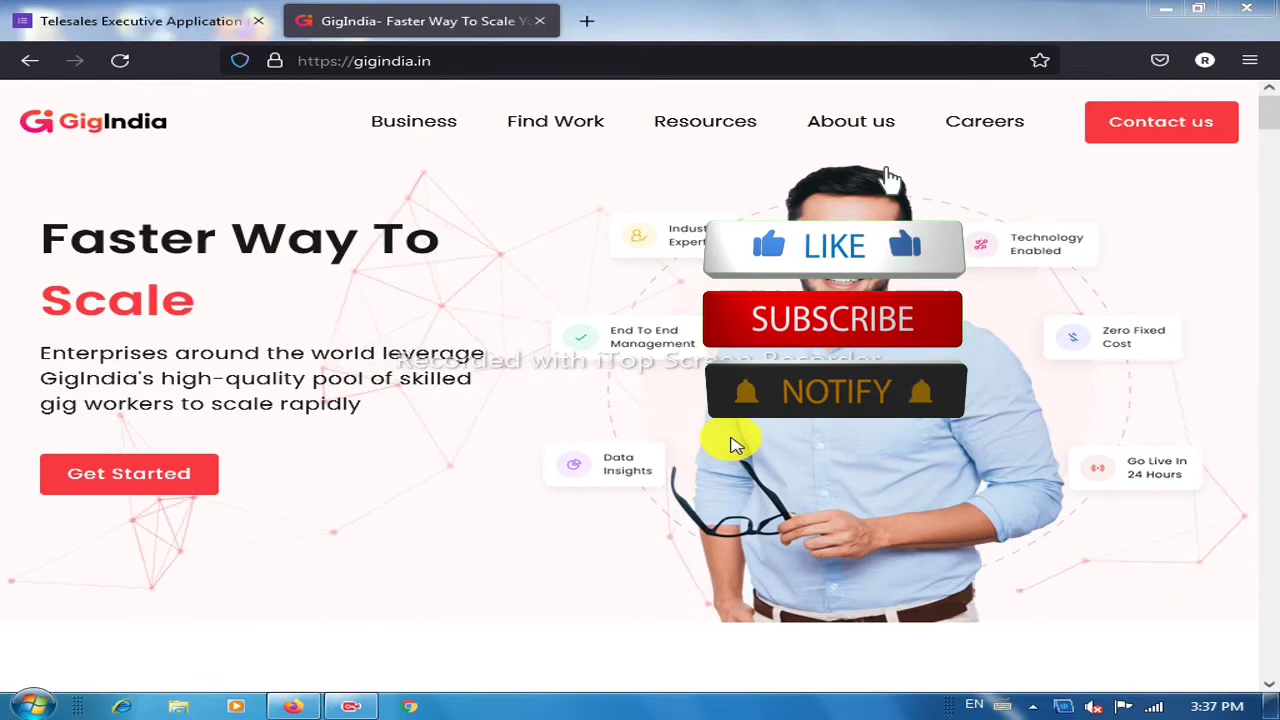 Telesales Executive Application
GigIndia- Faster Way To Scale Yo
https://gigindia.in
R
GigIndia
Business
Find Work
Resources
About us
Careers
Contact us
Faster Way To
Scale
Enterprises around the world leverage
GigIndia's high-quality pool of skilled
gig workers to scale rapidly
Get Started
Technology
Enabled
End To End
Management
Zero Fixed
Cost
Data
Insights
Go Live In
24 Hours
LIKE
SUBSCRIBE
NOTIFY
Recorded with iTop Screen Recorder
EN
3:37 PM